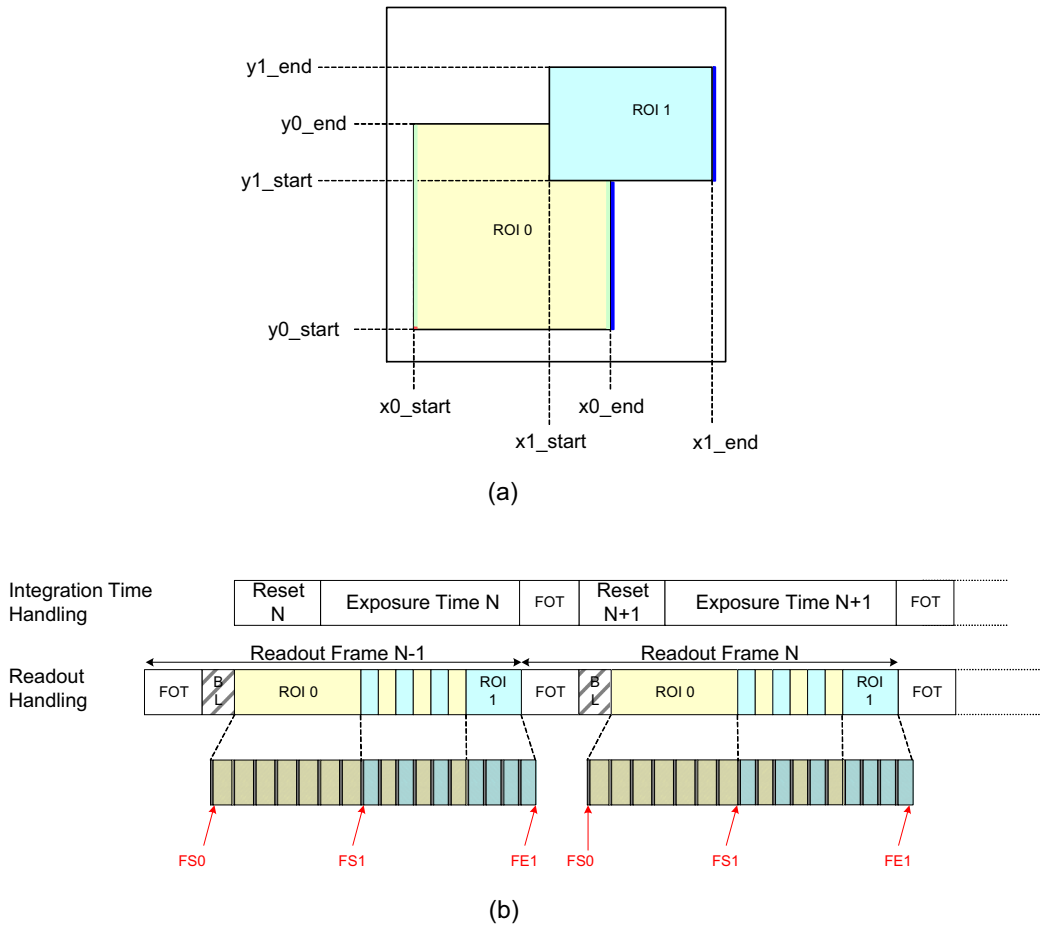 y1_end
ROI 1
y0_end
y1_start
ROI 0
y0_start
x0_start
x0_end
x1_start
x1_end
(a)
Integration Time
Handling
Reset
N
Exposure Time N
FOT
Reset
N+1
Exposure Time N+1
FOT
Readout Frame N-1
Readout Frame N
Readout
Handling
FOT
B
L
ROI 0
ROI
1
FOT
B
L
ROI 0
ROI
1
FOT
FS0
FS1
FE1
FS0
FS1
FE1
(b)